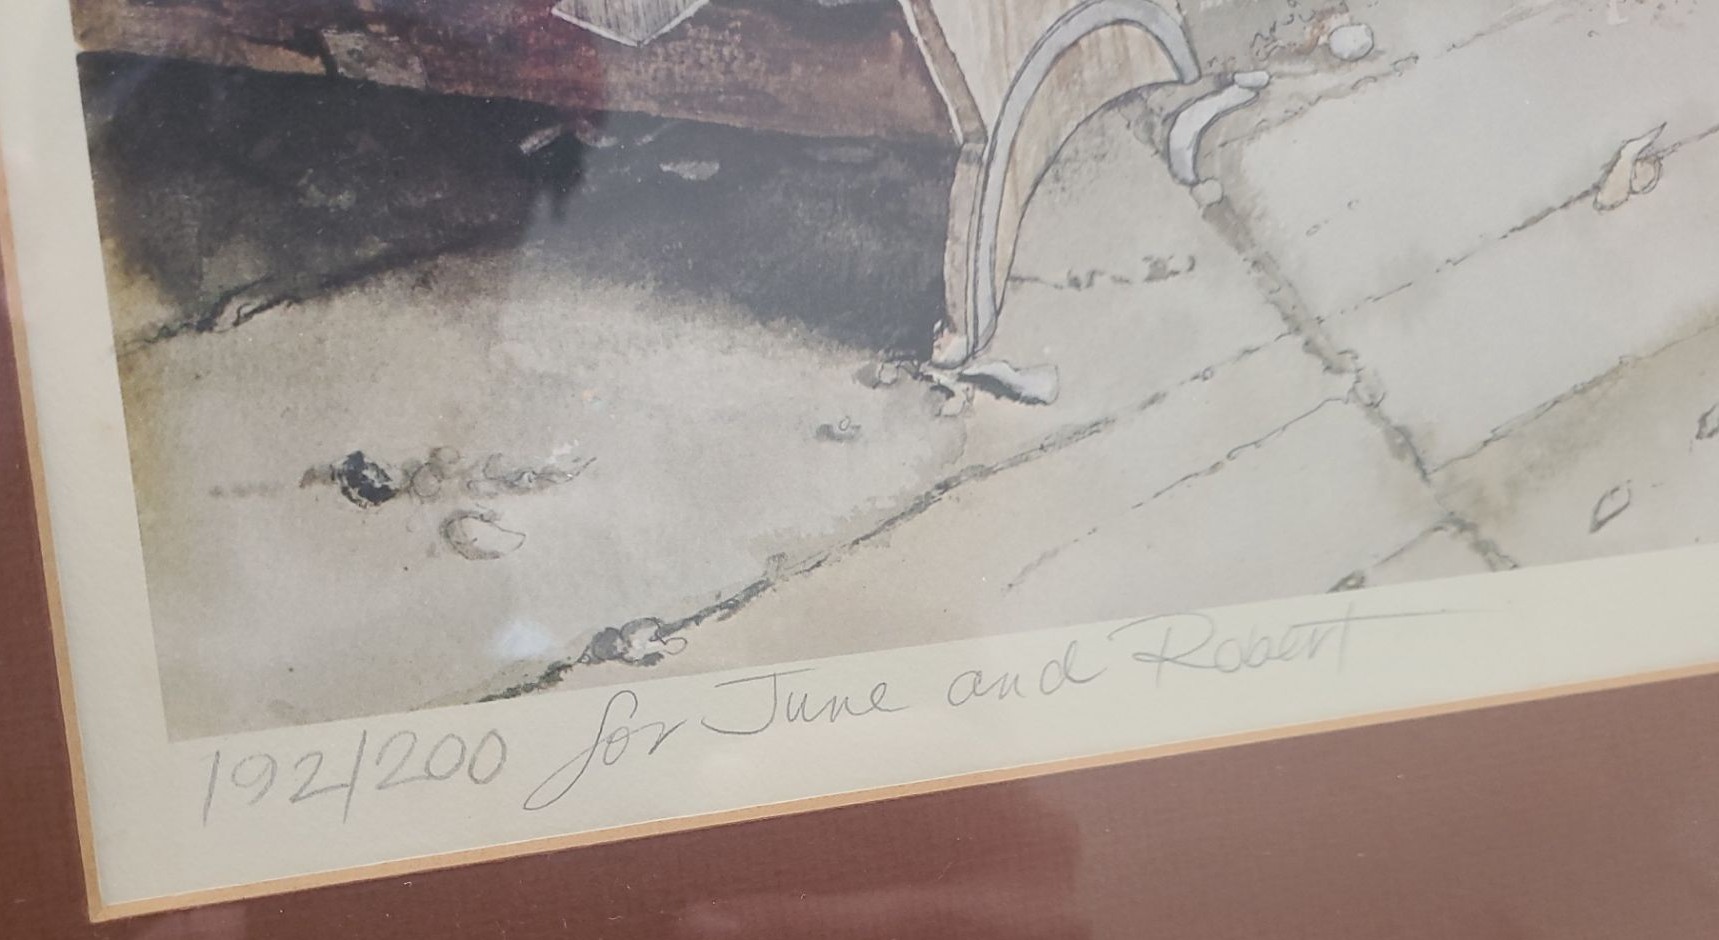 192/200 for June and Robert